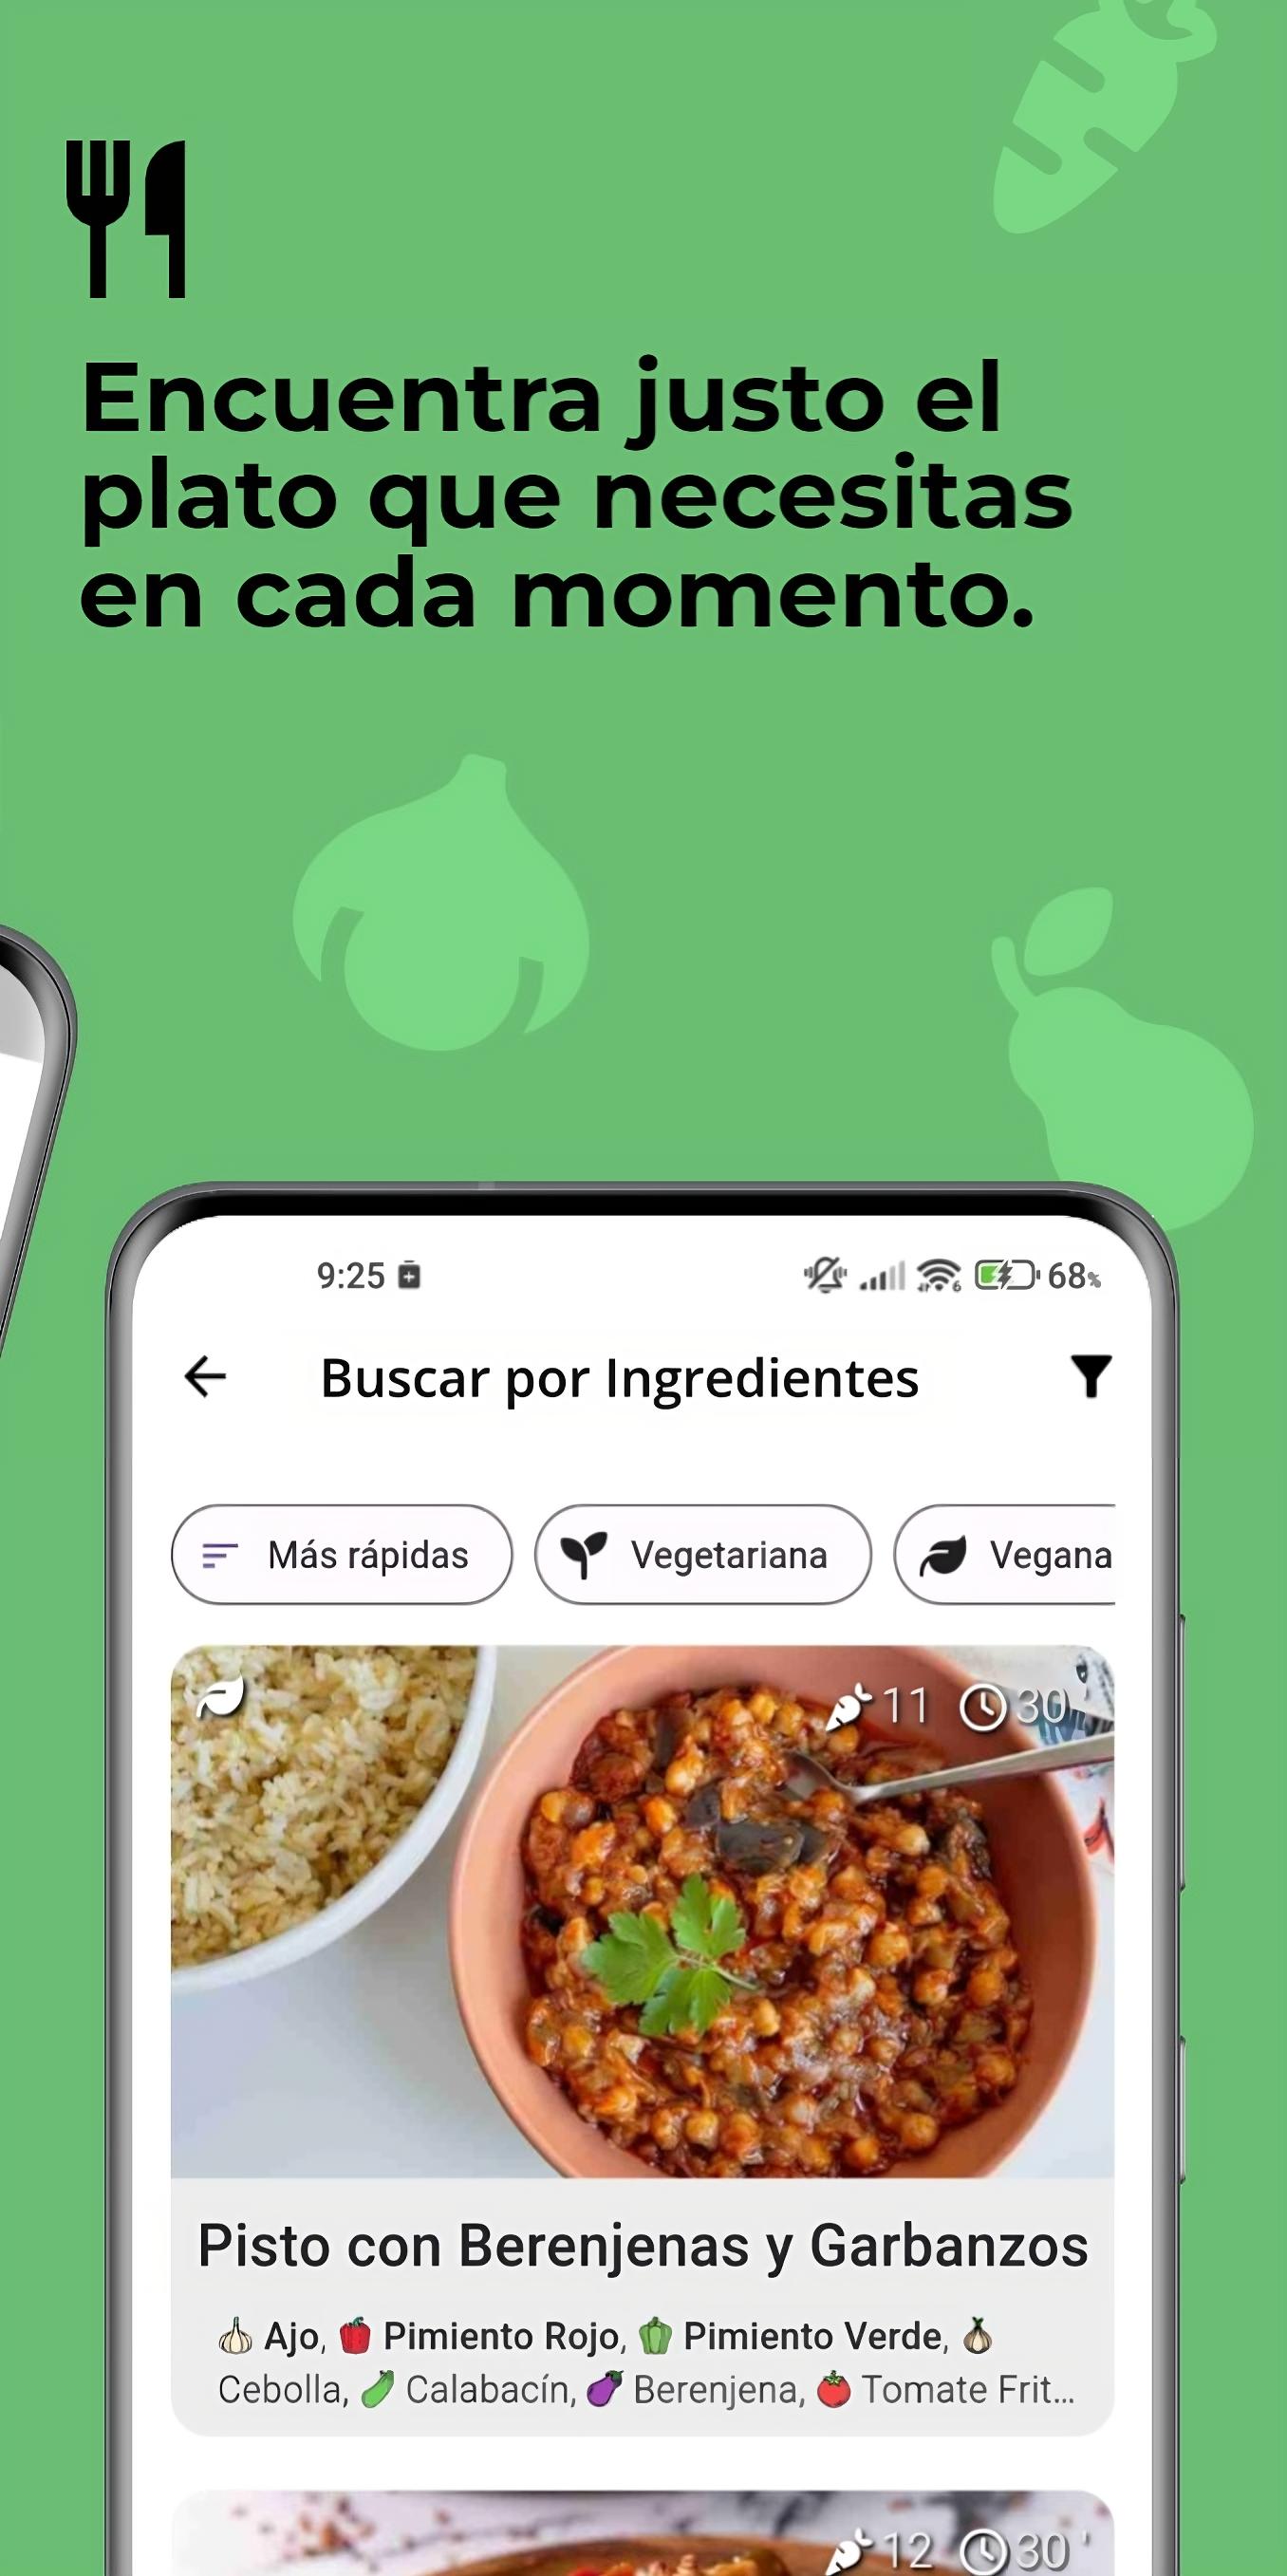 Encuentra justo el
plato que necesitas
en cada momento.
9:25
68%
Buscar por Ingredientes
Más rápidas
Vegetariana
Vegana
11
30'
Pisto con Berenjenas y Garbanzos
Ajo, Pimiento Rojo, Pimiento Verde,
Cebolla, Calabacín, Berenjena, Tomate Frit...
12
30'